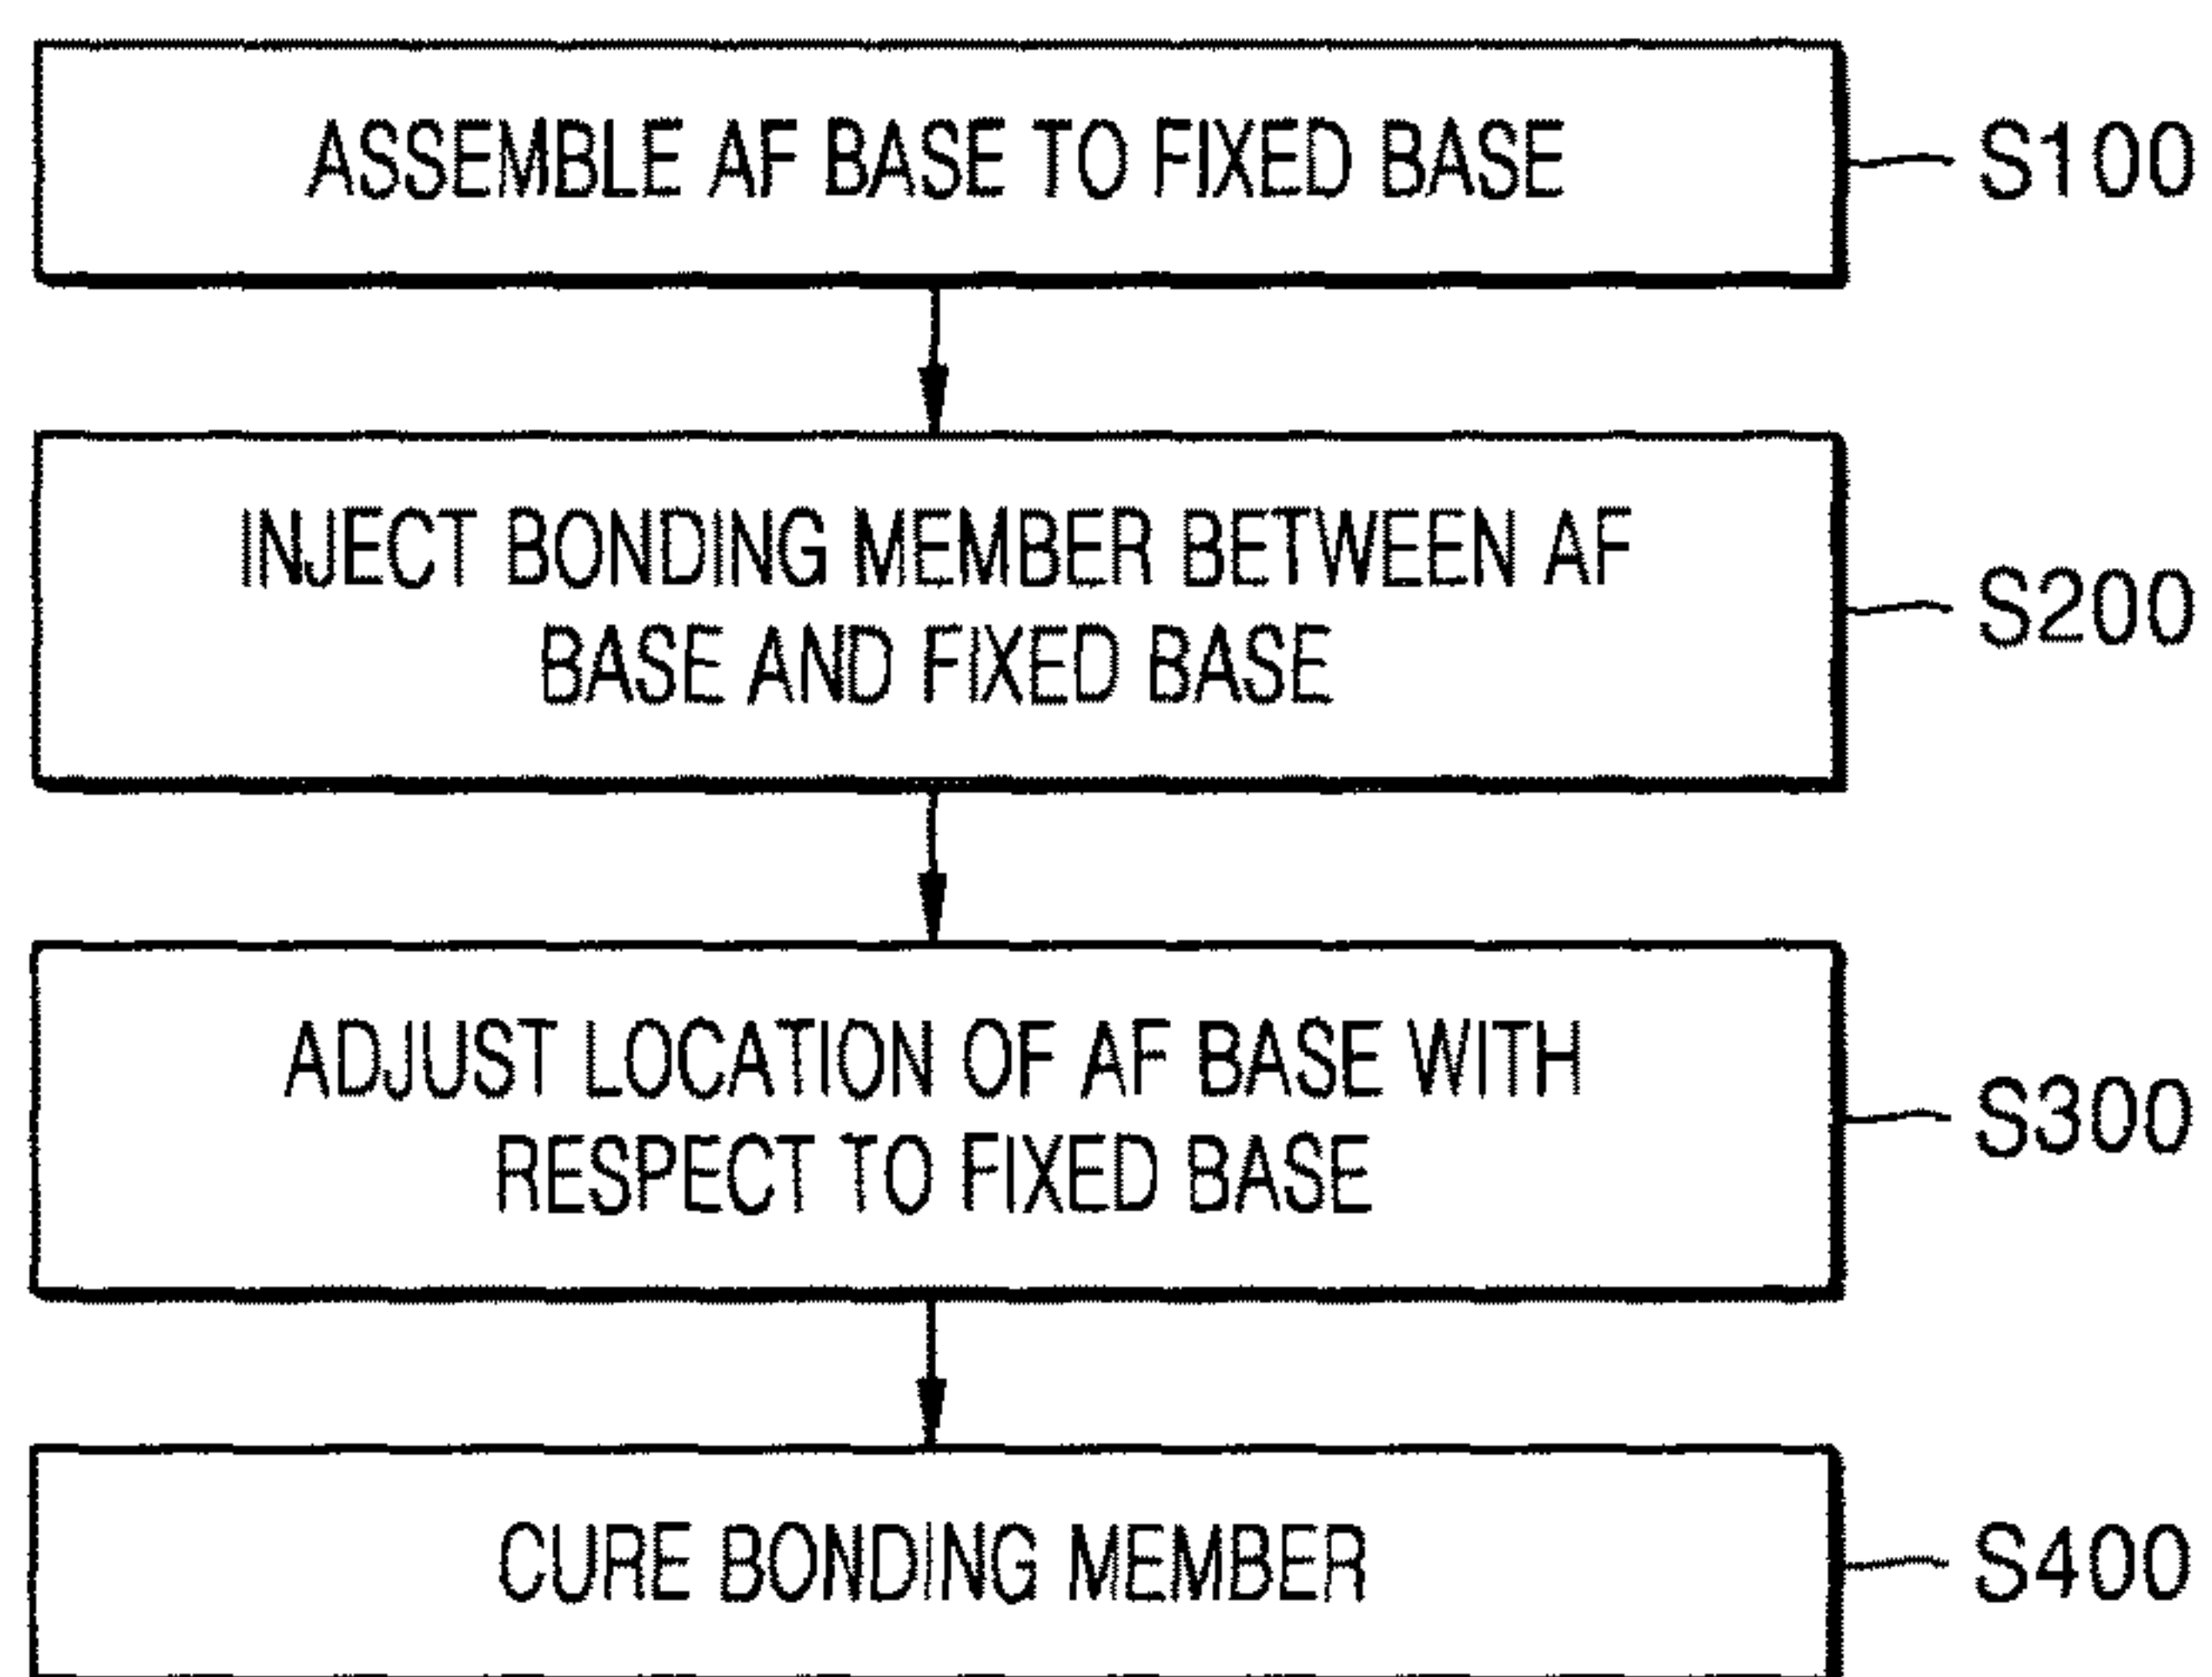 ASSEMBLE AF BASE TO FIXED BASE
S100
INJECT BONDING MEMBER BETWEEN AF
BASE AND FIXED BASE
S200
ADJUST LOCATION OF AF BASE WITH
RESPECT TO FIXED BASE
S300
CURE BONDING MEMBER
S400